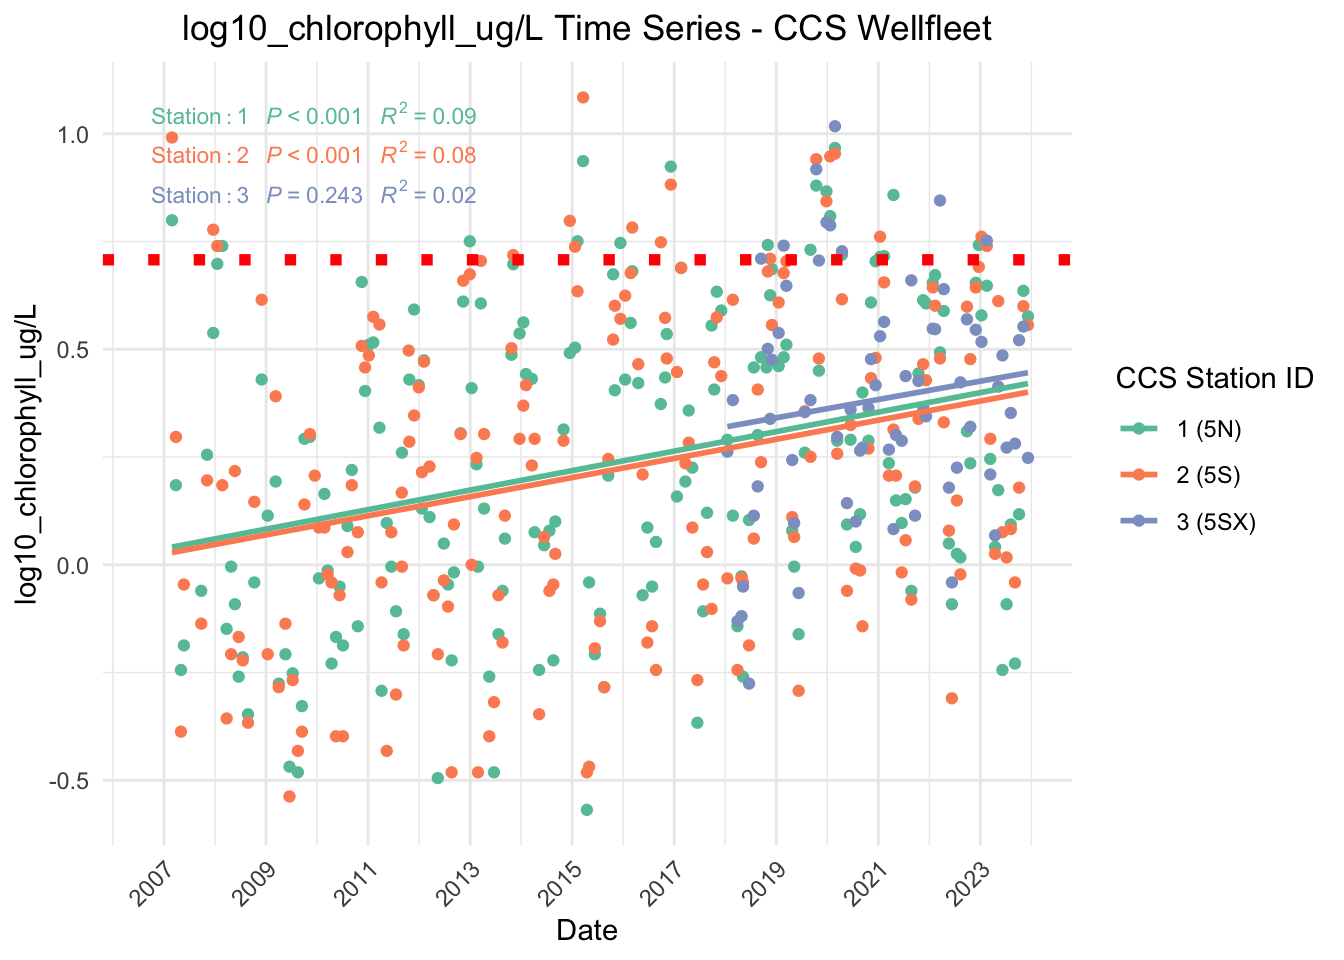 log10_chlorophyll_ug/L Time Series - CCS Wellfleet
Station : 1 P < 0.001 R² = 0.09
Station : 2 P < 0.001 R² = 0.08
Station : 3 P = 0.243 R² = 0.02
log10_chlorophyll_ug/L
1.0
0.5
0.0
-0.5
2007 2009 2011 2013 2015 2017 2019 2021 2023
Date
CCS Station ID
1 (5N)
2 (5S)
3 (5SX)